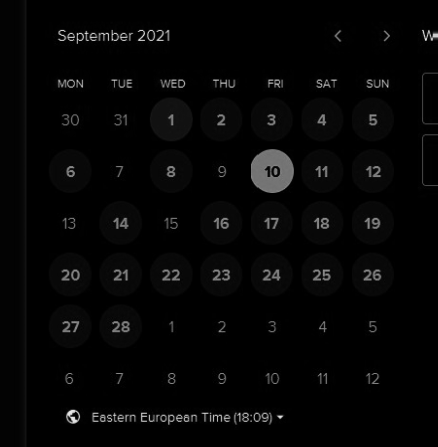 September 2021 < > W
MON TUE WED THU FRI SAT SUN
30 31 1 2 3 4 5
6 7 8 9 10 11 12
13 14 15 16 17 18 19
20 21 22 23 24 25 26
27 28 1 2 3 4 5
6 7 8 9 10 11 12
Eastern European Time (18:09)